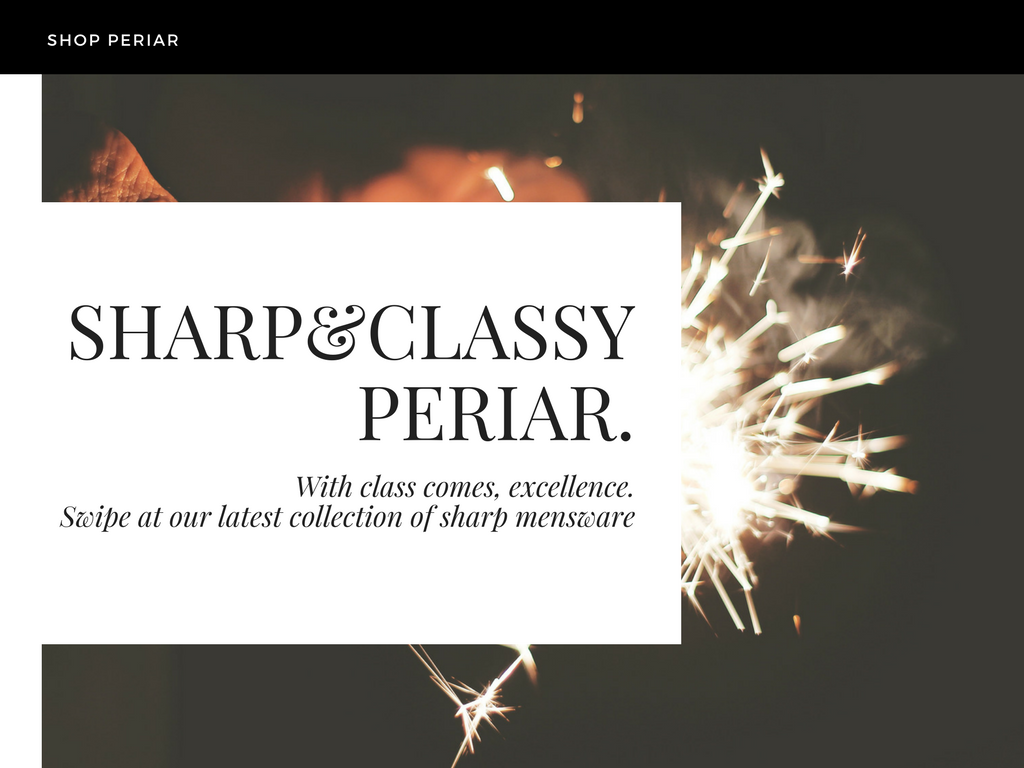 SHOP PERIAR
SHARP&CLASSY
PERIAR.
With class comes, excellence.
Swipe at our latest collection of sharp mensware